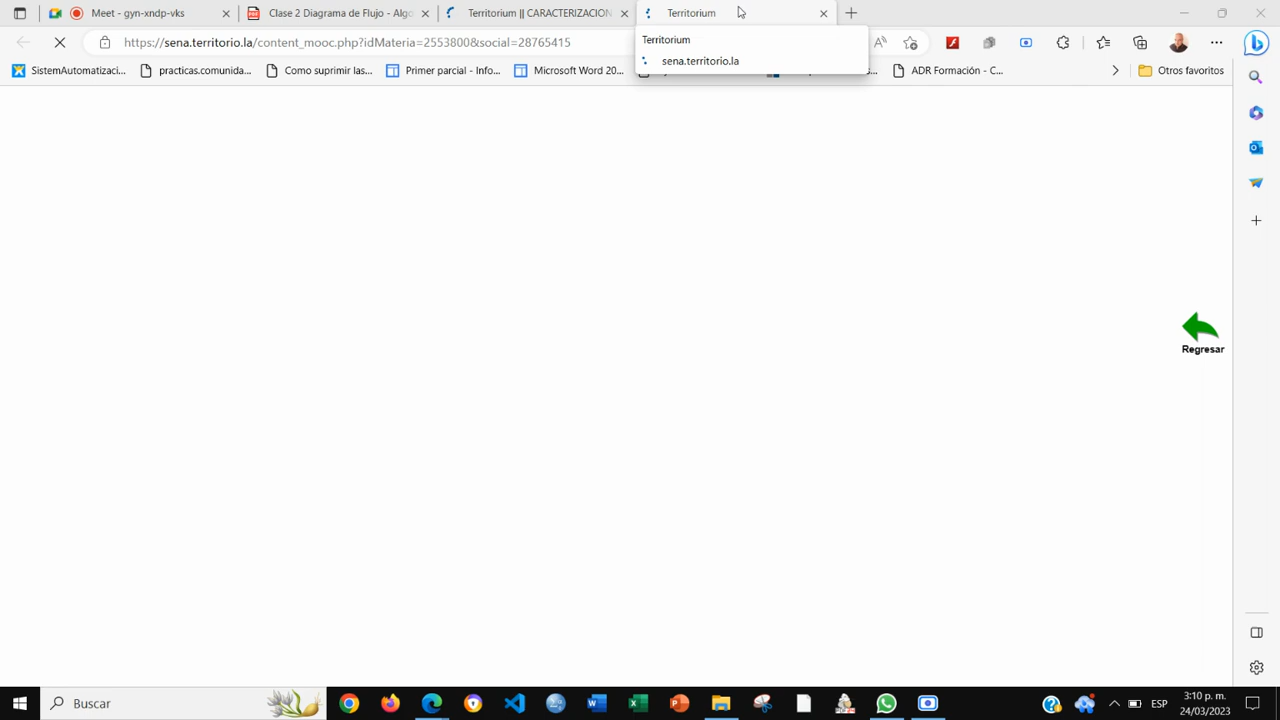 Meet - gyn-xndp-vks
Clase 2 Diagrama de Flujo - Algo
Territorium || CARACTERIZACION
Territorium
https://sena.territorio.la/content_mooc.php?idMateria=2553800&social=28765415
Territorium
sena.territorio.la
SistemAutomatizaci...
practicas.comunida...
Como suprimir las...
Primer parcial - Info...
Microsoft Word 20...
ADR Formación - C...
Otros favoritos
Regresar
Buscar
ESP
3:10 p. m.
24/03/2023